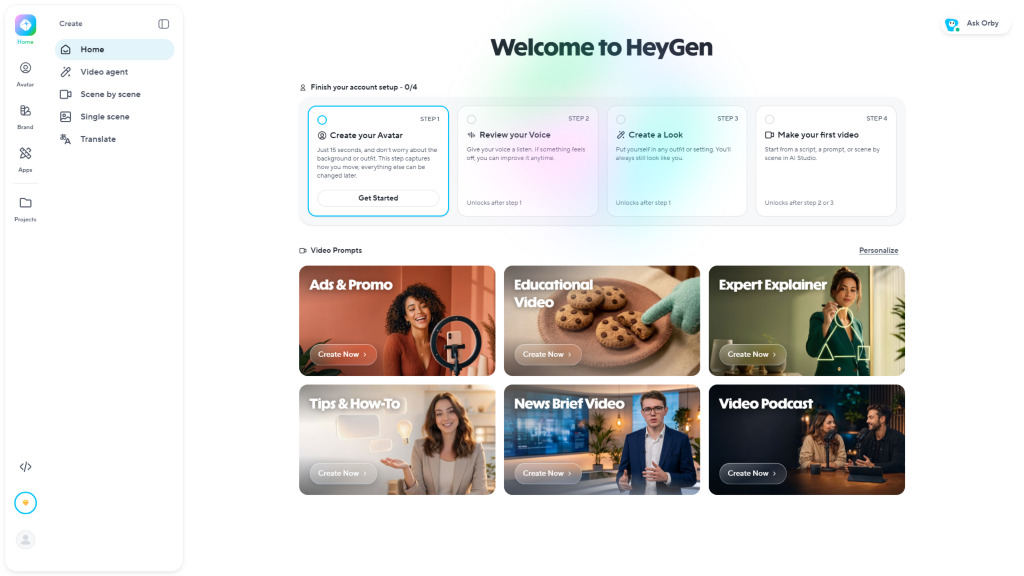 Home
Avatar
Brand
Apps
Projects
Create
Home
Video agent
Scene by scene
Single scene
Translate
Ask Orby
Welcome to HeyGen
Finish your account setup - 0/4
STEP 1
Create your Avatar
Just 15 seconds, and don't worry about the
background or outfit. This step captures
how you move; everything else can be
changed later.
Get Started
STEP 2
Review your Voice
Give your voice a listen. If something feels
off, you can improve it anytime.
Unlocks after step 1
STEP 3
Create a Look
Put yourself in any outfit or setting. You'll
always still look like you.
Unlocks after step 1
STEP 4
Make your first video
Start from a script, a prompt, or scene by
scene in AI Studio.
Unlocks after step 2 or 3
Video Prompts
Personalize
Ads & Promo
Create Now
Educational
Video
Create Now
Expert Explainer
Create Now
Tips & How-To
Create Now
News Brief Video
Create Now
Video Podcast
Create Now